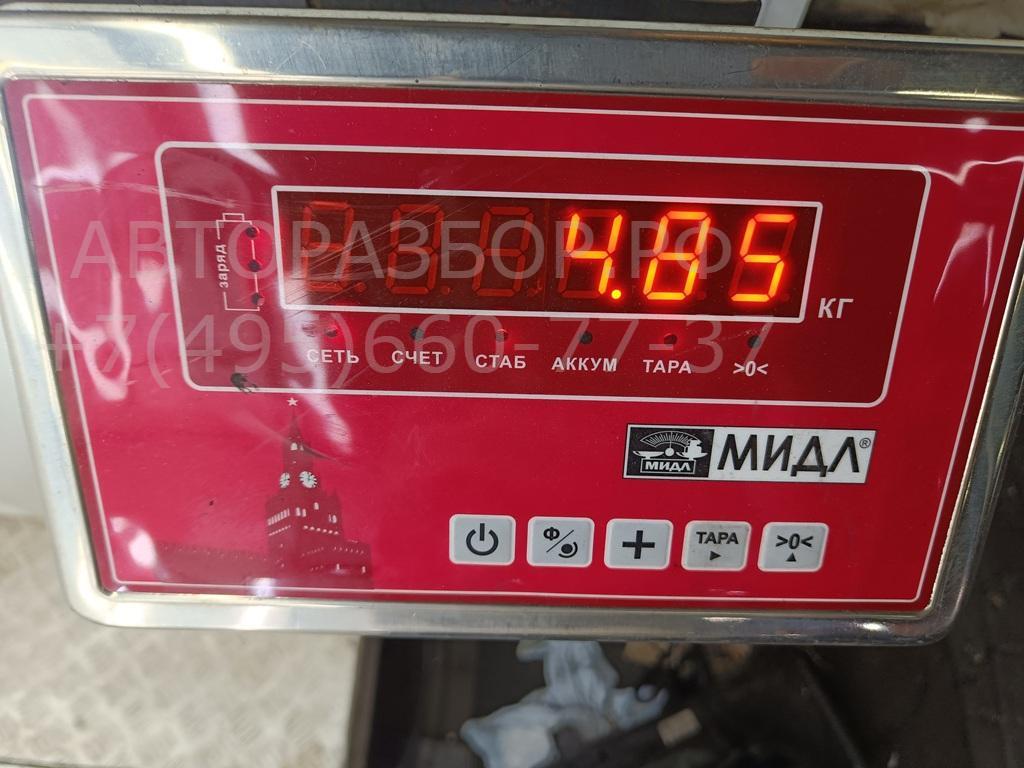 АВТОРАЗБОР.РФ
+7(495)660-77-37
заряд
4.05
КГ
СЕТЬ СЧЕТ СТАБ АККУМ ТАРА >0<
МИДЛ МИДЛ®
Ф + ТАРА >0<